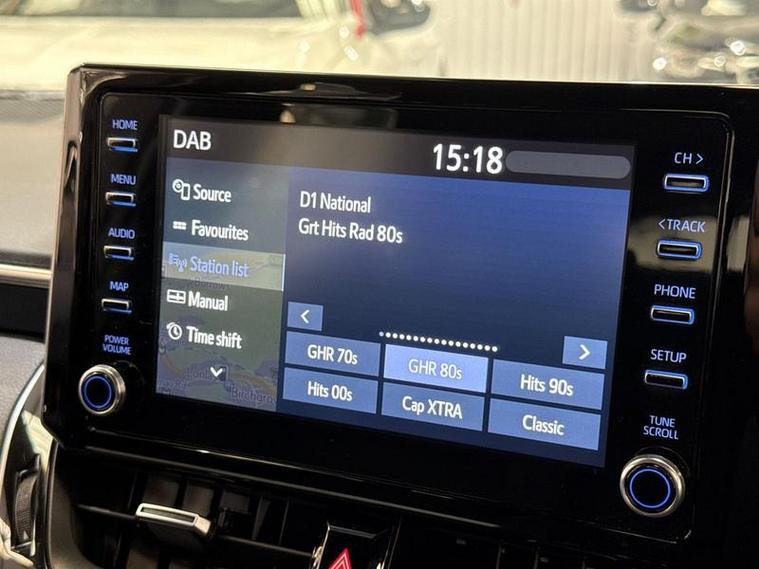 HOME
MENU
AUDIO
MAP
POWER
VOLUME
DAB
15:18
Source
Favourites
Station list
Manual
Time shift
D1 National
Grt Hits Rad 80s
GHR 70s
GHR 80s
Hits 90s
Hits 00s
Cap XTRA
Classic
CH >
< TRACK
PHONE
SETUP
TUNE
SCROLL